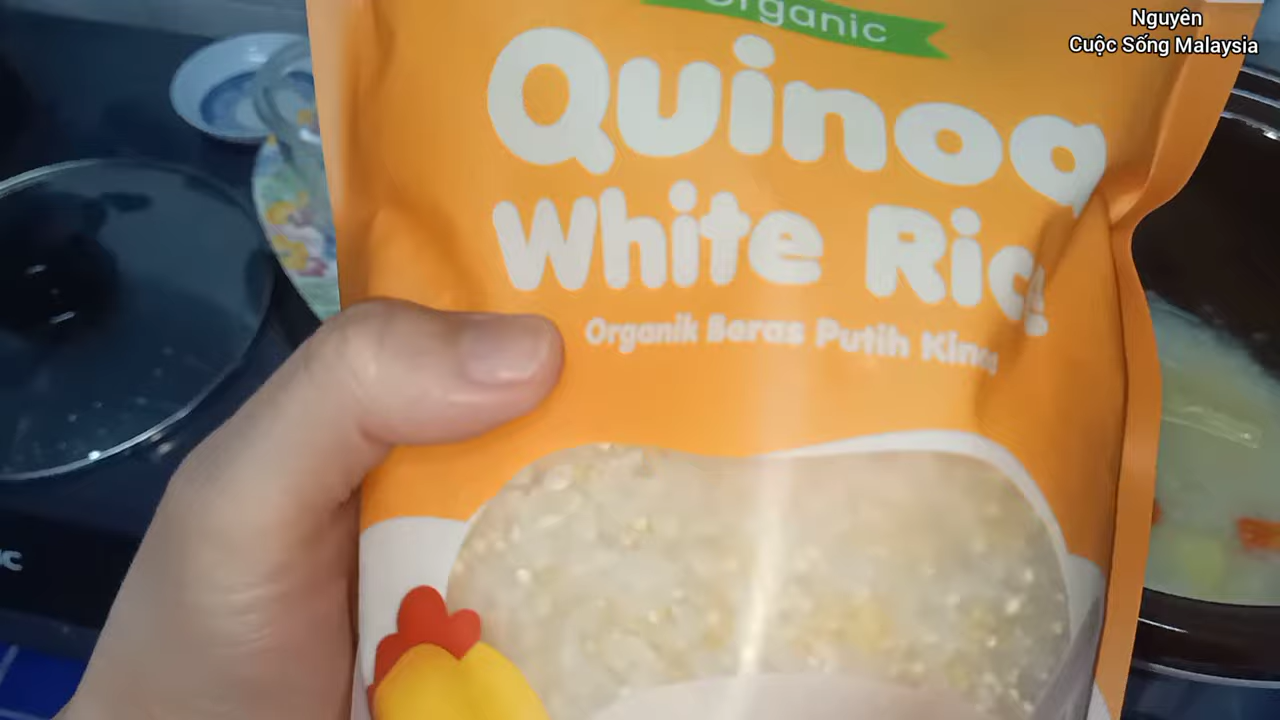 Nguyên
Cuộc Sống Malaysia
Organic
Quinoa
White Rice
Organik Beras Putih Kinoa